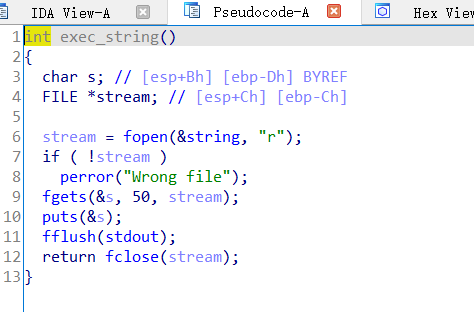 IDA View-A Pseudocode-A Hex View
1 int exec_string()
2 {
3 char s; // [esp+Bh] [ebp-Dh] BYREF
4 FILE *stream; // [esp+Ch] [ebp-Ch]
5
6 stream = fopen(&string, "r");
7 if ( !stream )
8 perror("Wrong file");
9 fgets(&s, 50, stream);
10 puts(&s);
11 fflush(stdout);
12 return fclose(stream);
13 }